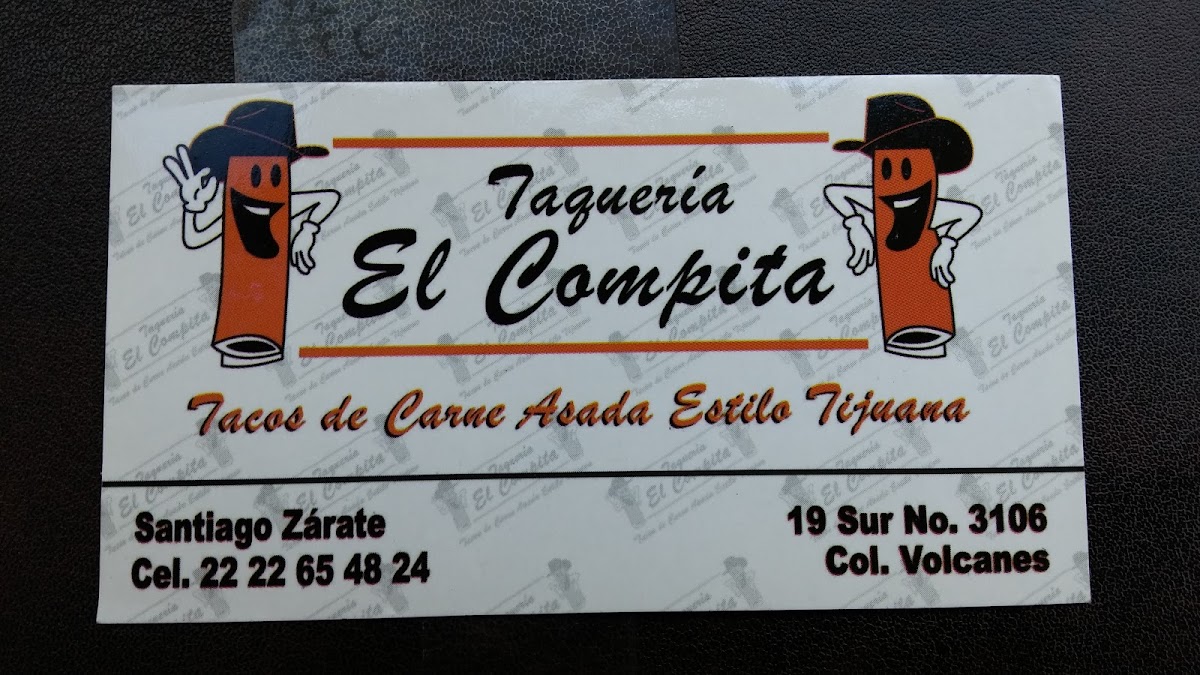 Taquería
El Compita
Tacos de Carne Asada Estilo Tijuana
Santiago Zárate
Cel. 22 22 65 48 24
19 Sur No. 3106
Col. Volcanes